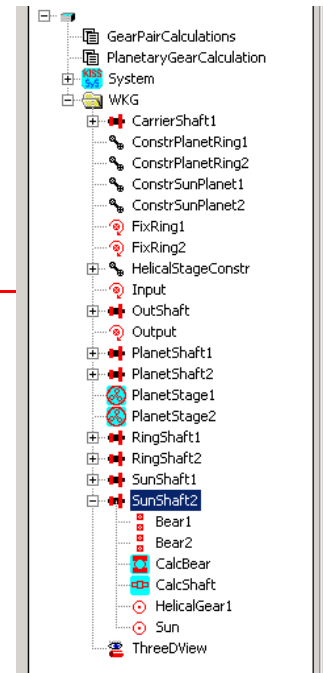 GearPairCalculations
PlanetaryGearCalculation
KISS SyS System
WKG
CarrierShaft1
ConstrPlanetRing1
ConstrPlanetRing2
ConstrSunPlanet1
ConstrSunPlanet2
FixRing1
FixRing2
HelicalStageConstr
Input
OutShaft
Output
PlanetShaft1
PlanetShaft2
PlanetStage1
PlanetStage2
RingShaft1
RingShaft2
SunShaft1
SunShaft2
Bear1
Bear2
CalcBear
CalcShaft
HelicalGear1
Sun
ThreeDView